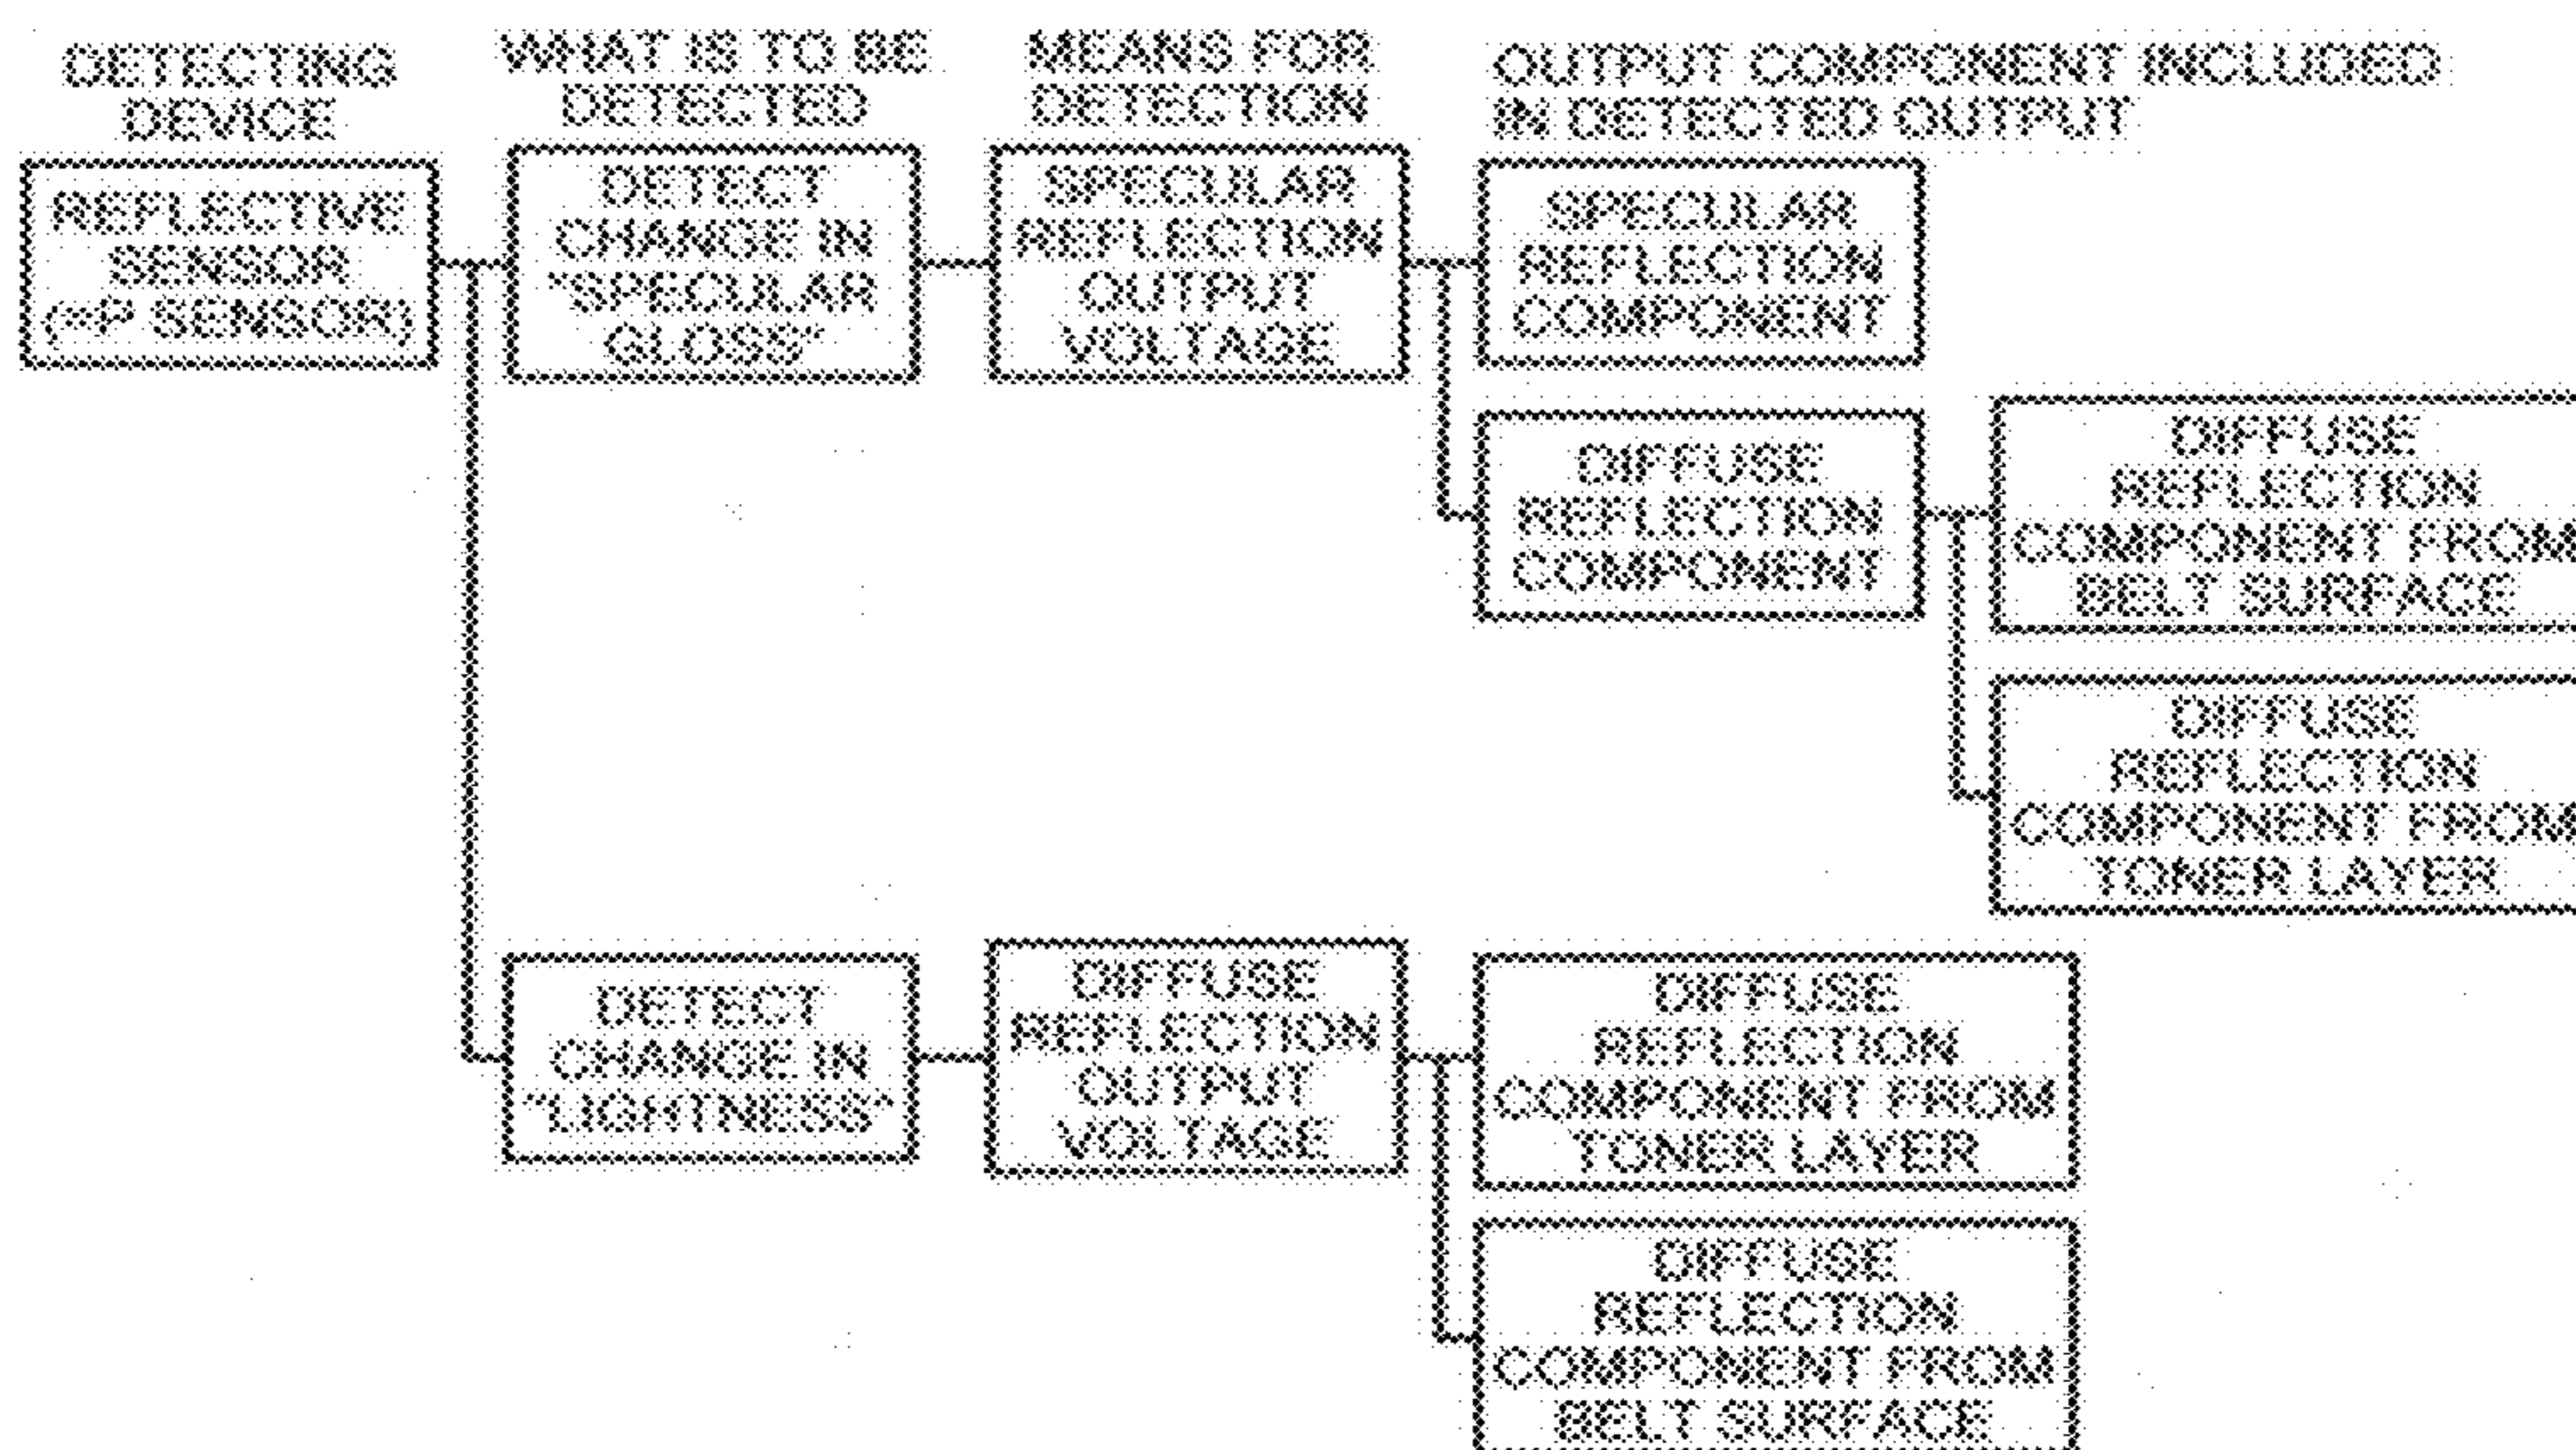 DETECTING
DEVICE
WHAT IS TO BE
DETECTED
MEANS FOR
DETECTION
OUTPUT COMPONENT INCLUDED
IN DETECTED OUTPUT
REFLECTIVE
SENSOR
(=P SENSOR)
DETECT
CHANGE IN
"SPECULAR
GLOSS"
SPECULAR
REFLECTION
OUTPUT
VOLTAGE
SPECULAR
REFLECTION
COMPONENT
DIFFUSE
REFLECTION
COMPONENT
DIFFUSE
REFLECTION
COMPONENT FROM
BELT SURFACE
DIFFUSE
REFLECTION
COMPONENT FROM
TONER LAYER
DETECT
CHANGE IN
"LIGHTNESS"
DIFFUSE
REFLECTION
OUTPUT
VOLTAGE
DIFFUSE
REFLECTION
COMPONENT FROM
TONER LAYER
DIFFUSE
REFLECTION
COMPONENT FROM
BELT SURFACE